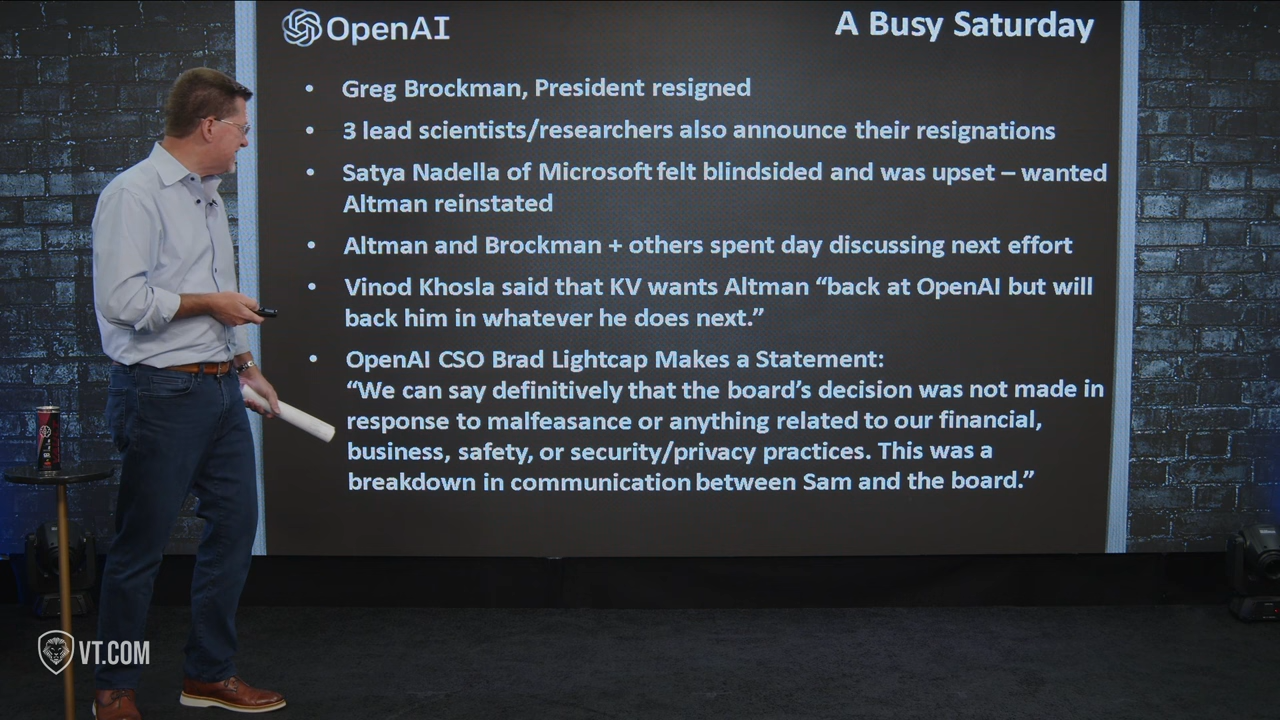 OpenAI
A Busy Saturday
• Greg Brockman, President resigned
• 3 lead scientists/researchers also announce their resignations
• Satya Nadella of Microsoft felt blindsided and was upset – wanted
Altman reinstated
• Altman and Brockman + others spent day discussing next effort
• Vinod Khosla said that KV wants Altman “back at OpenAI but will
back him in whatever he does next.”
• OpenAI CSO Brad Lightcap Makes a Statement:
“We can say definitively that the board’s decision was not made in
response to malfeasance or anything related to our financial,
business, safety, or security/privacy practices. This was a
breakdown in communication between Sam and the board.”
VT.COM